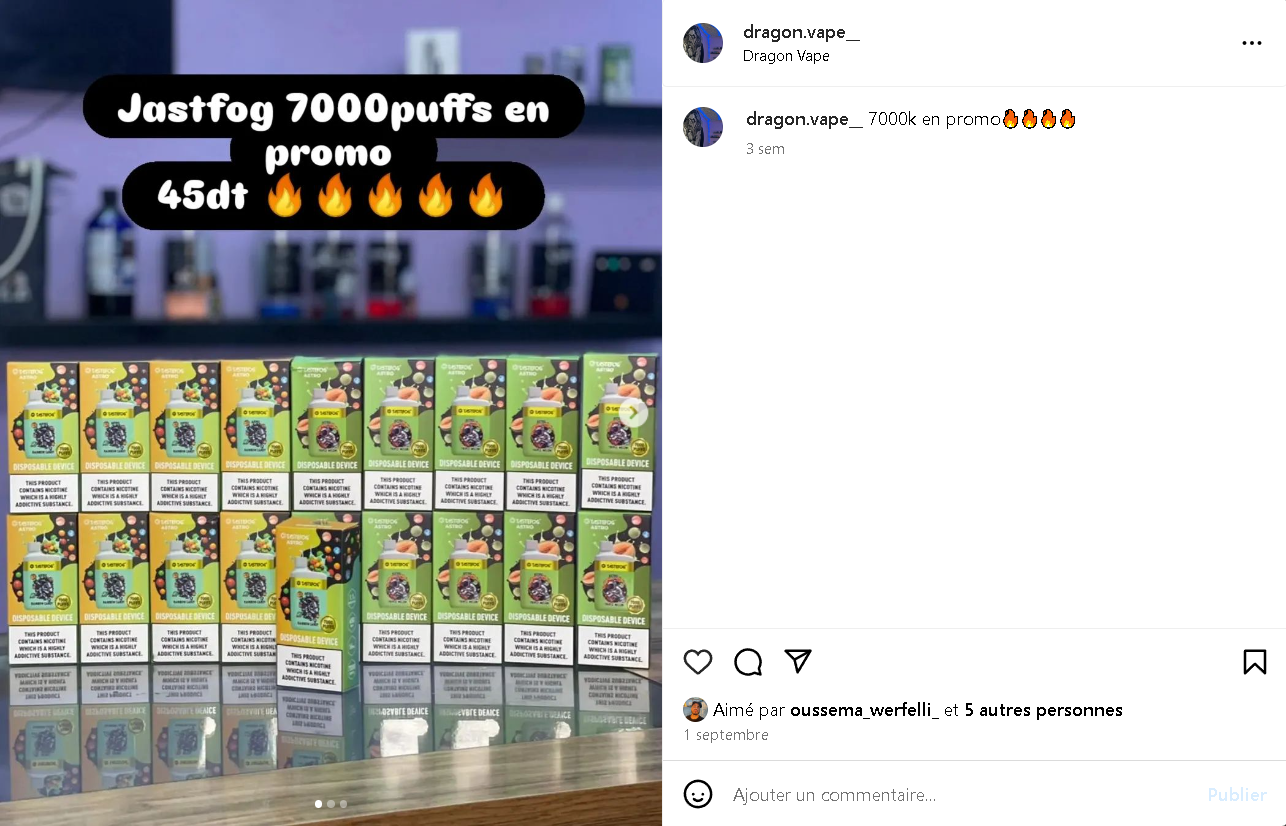 Jastfog 7000puffs en
promo
45dt 🔥🔥🔥🔥🔥
dragon.vape__
Dragon Vape
dragon.vape__ 7000k en promo🔥🔥🔥🔥
3 sem
TASTEFOG
ASTRO
DISPOSABLE DEVICE
THIS PRODUCT
CONTAINS NICOTINE
WHICH IS A HIGHLY
ADDICTIVE SUBSTANCE.
Aimé par oussema_werfelli_ et 5 autres personnes
1 septembre
Ajouter un commentaire...
Publier